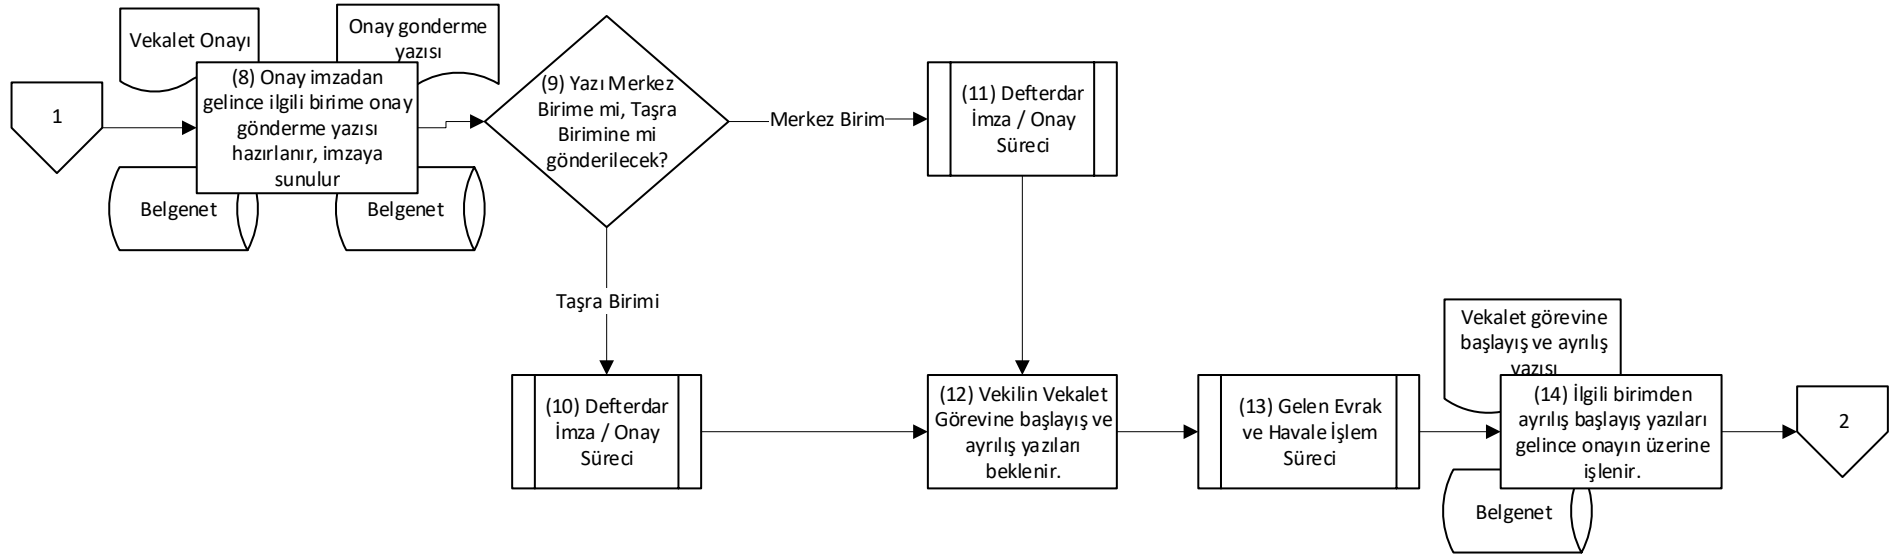 1
Vekalet Onayı
Onay gonderme
yazısı
(8) Onay imzadan
gelince ilgili birime onay
gönderme yazısı
hazırlanır, imzaya
sunulur
Belgenet
Belgenet
(9) Yazı Merkez
Birime mi, Taşra
Birimine mi
gönderilecek?
Merkez Birim
(11) Defterdar
İmza / Onay
Süreci
Taşra Birimi
(10) Defterdar
İmza / Onay
Süreci
(12) Vekilin Vekalet
Görevine başlayış ve
ayrılış yazıları
beklenir.
(13) Gelen Evrak
ve Havale İşlem
Süreci
Vekalet görevine
başlayış ve ayrılış
yazısı
(14) İlgili birimden
ayrılış başlayış yazıları
gelince onayın üzerine
işlenir.
Belgenet
2